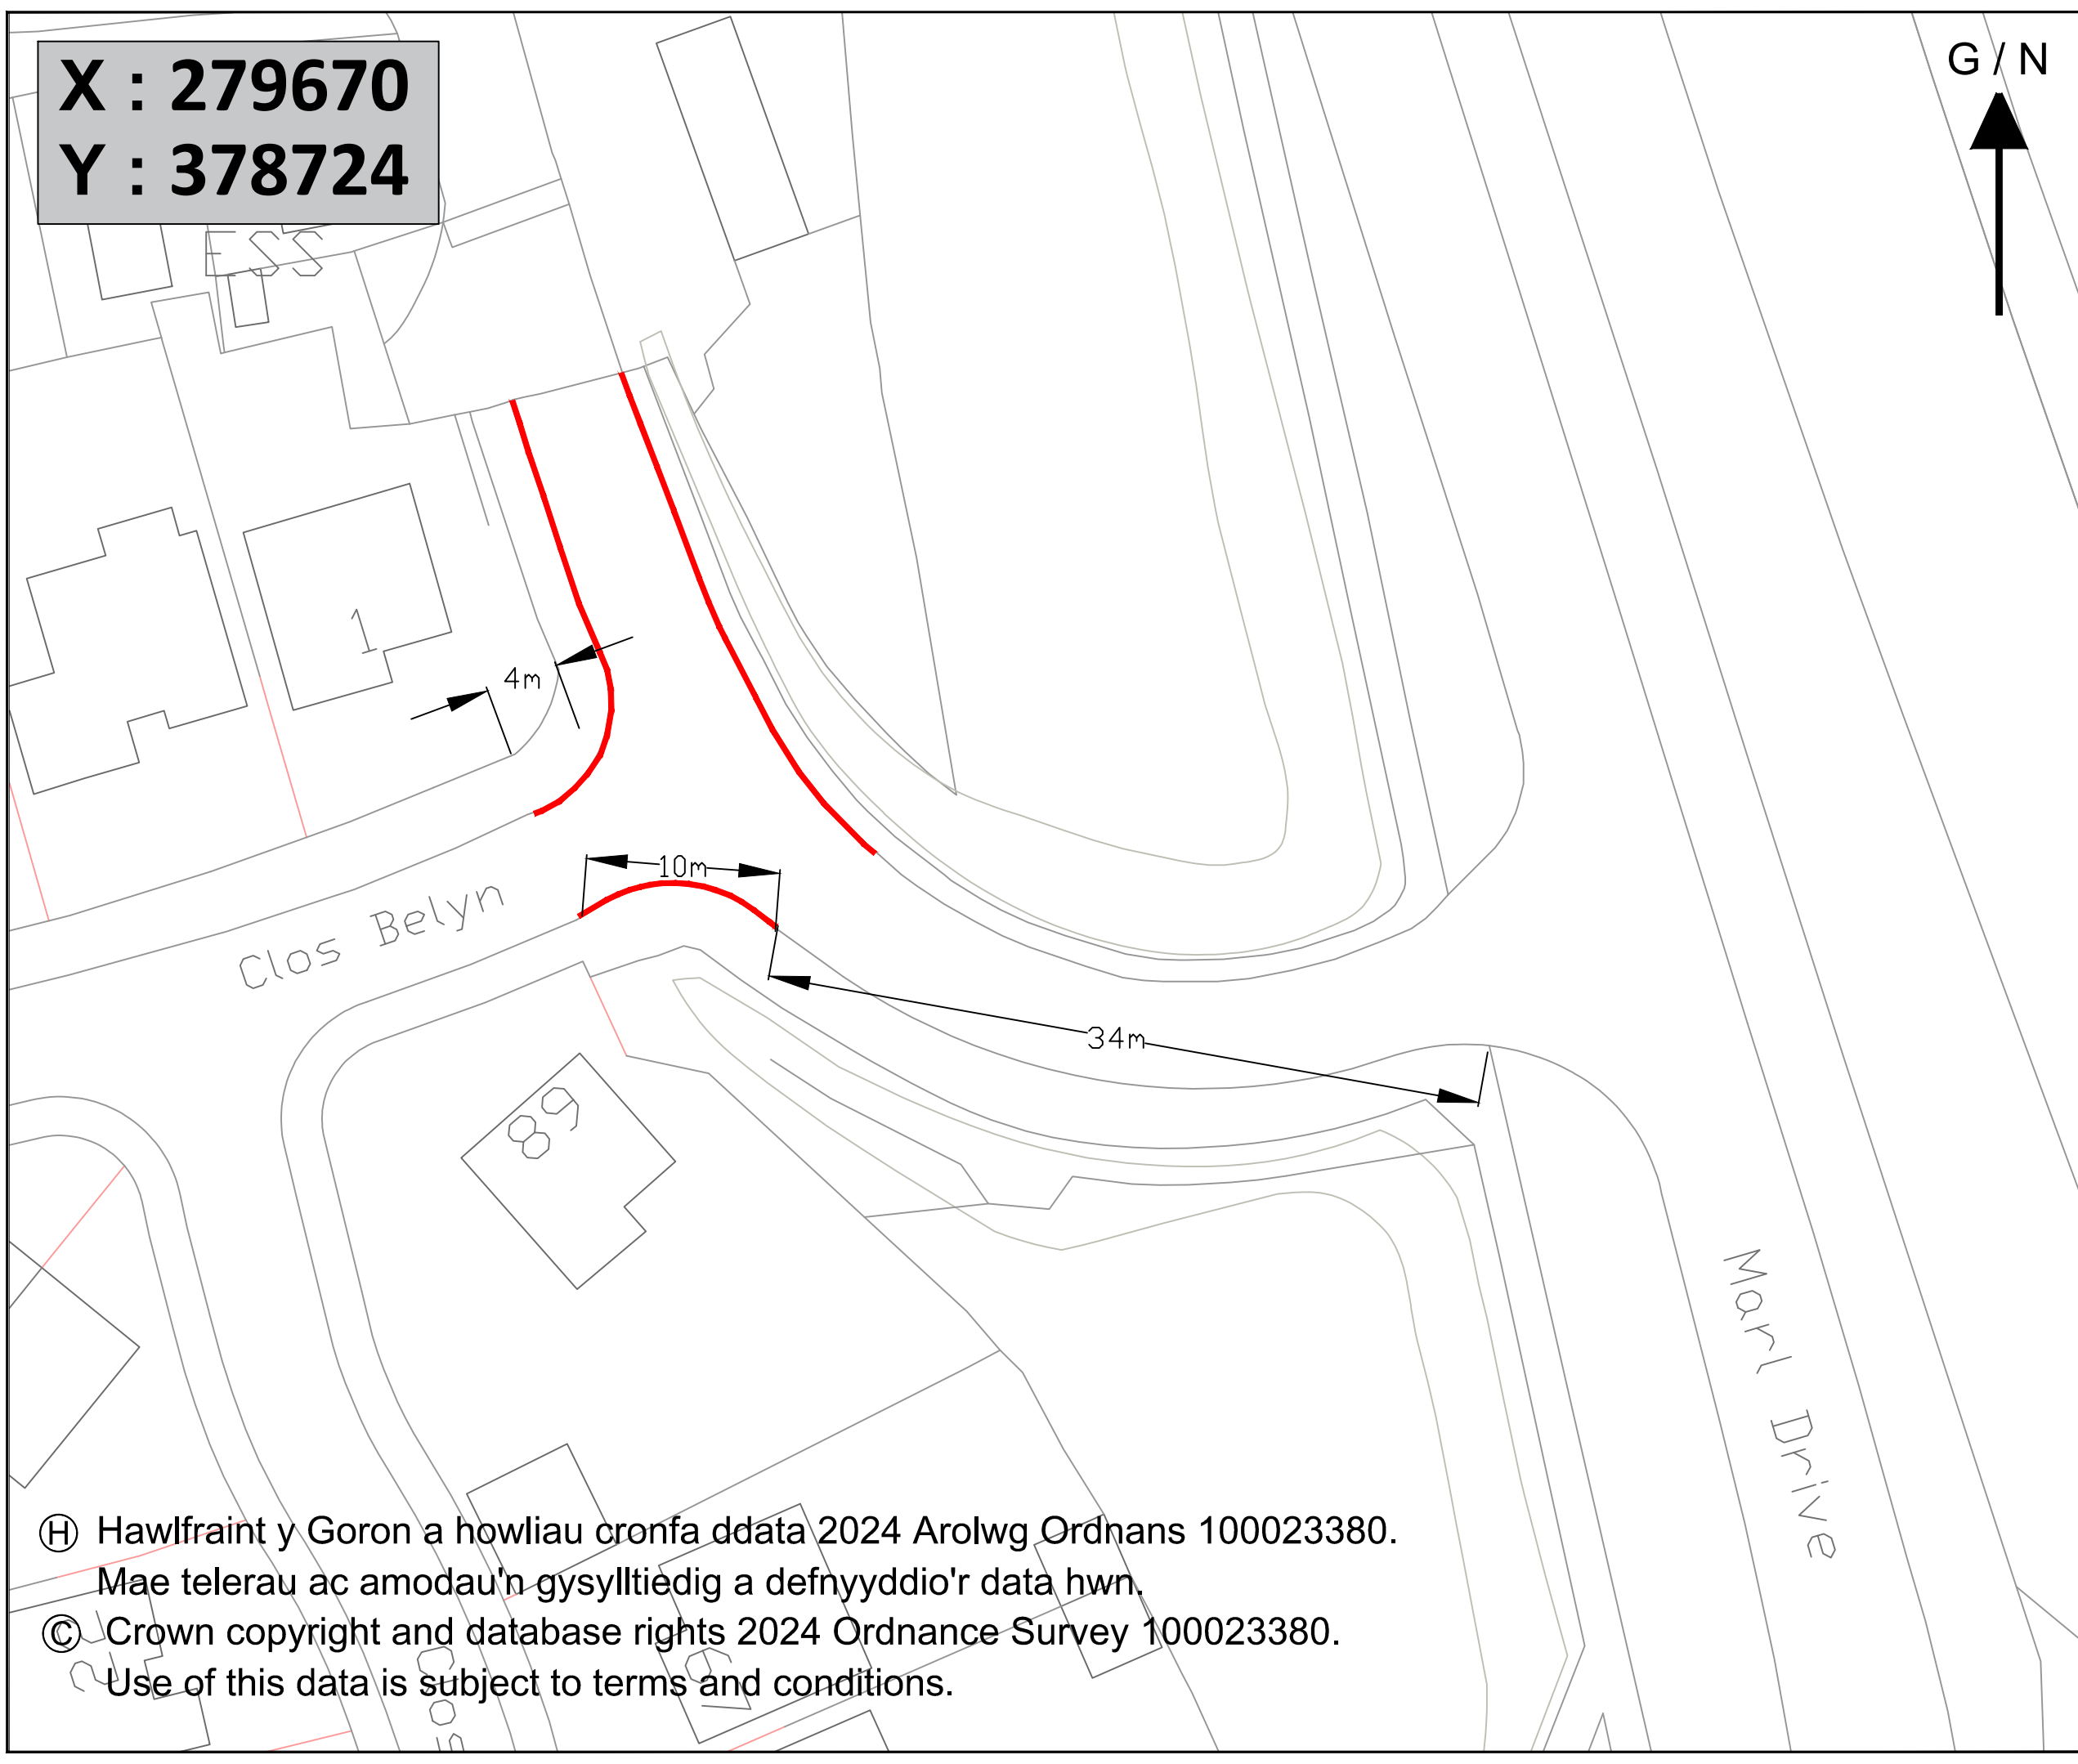 X : 279670
Y : 378724
G / N
ESS
1
4m
10m
Clos Belyn
34m
89
Marl Drive
Ⓗ Hawlfraint y Goron a howliau cronfa ddata 2024 Arolwg Ordnans 100023380.
Mae telerau ac amodau'n gysylltiedig a defnyyddio'r data hwn.
© Crown copyright and database rights 2024 Ordnance Survey 100023380.
Use of this data is subject to terms and conditions.